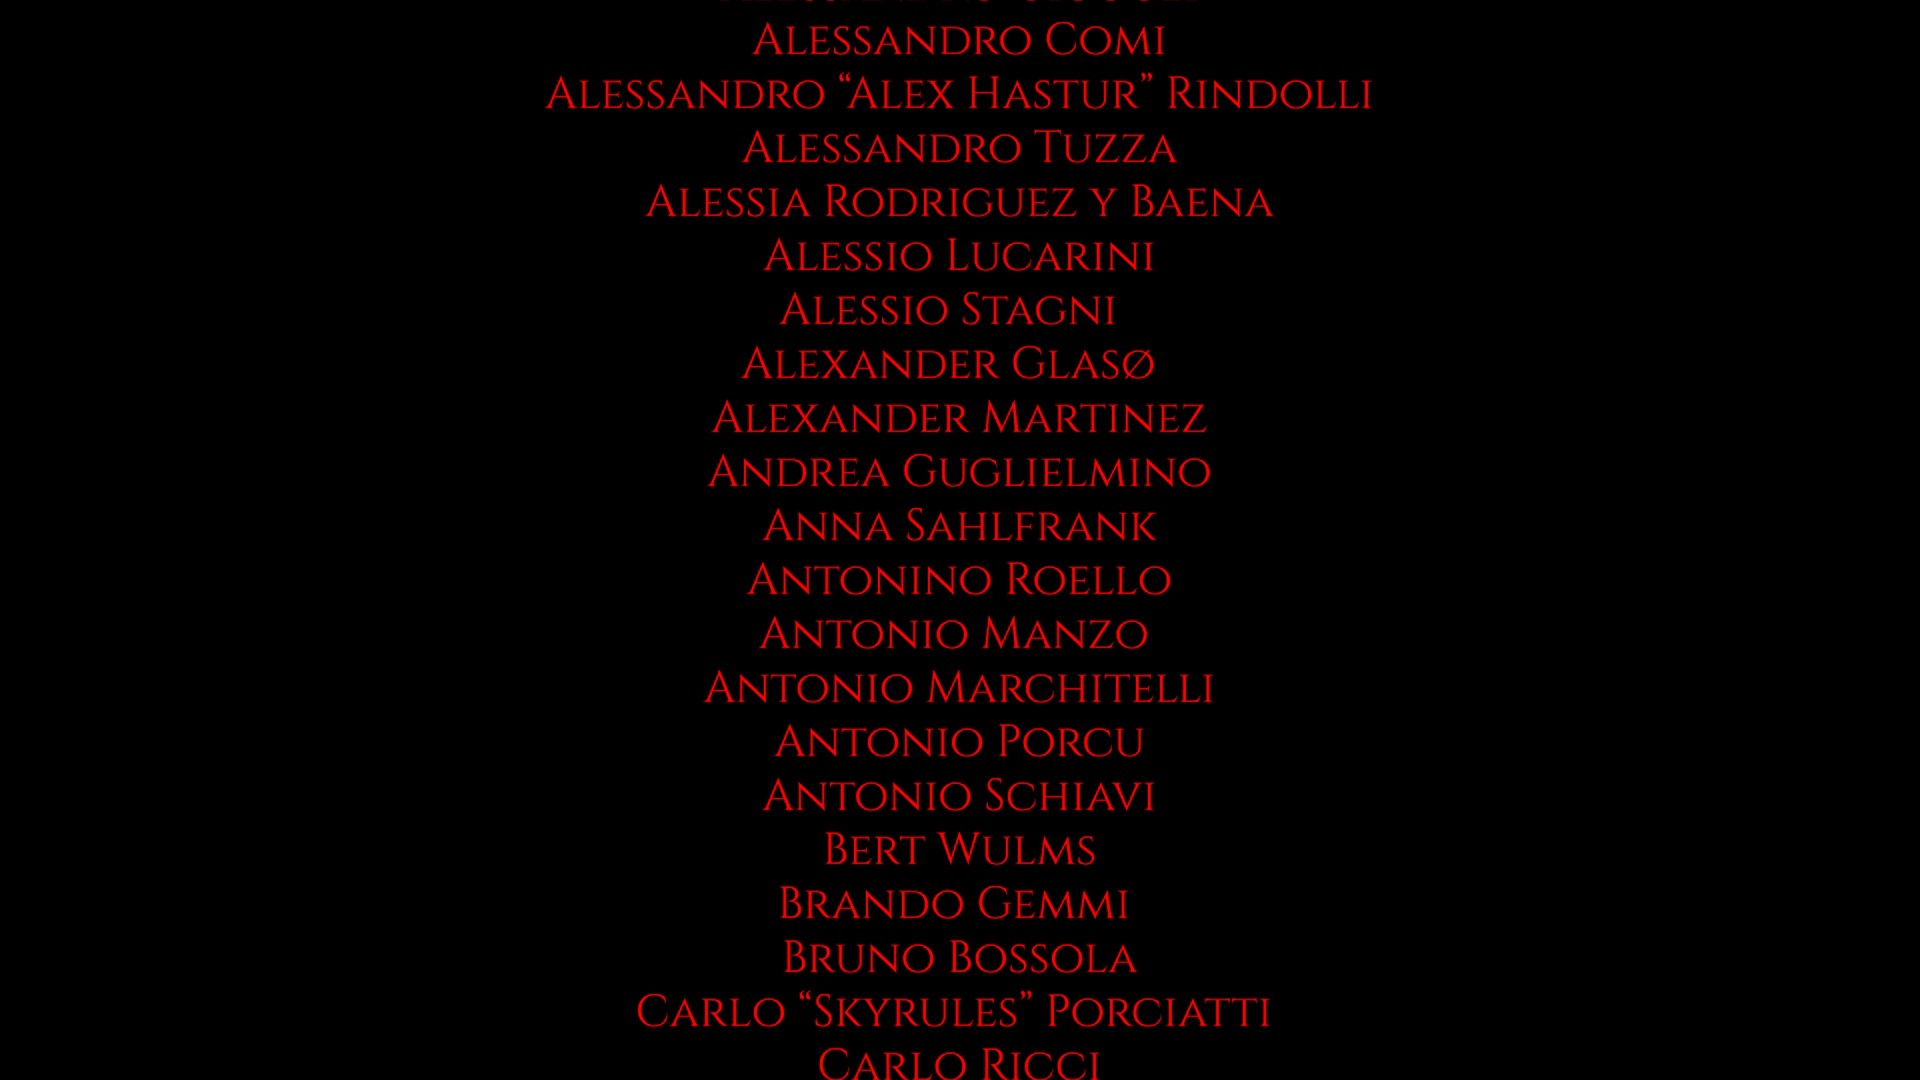 Alessandro Comi
Alessandro “Alex Hastur” Rindolli
Alessandro Tuzza
Alessia Rodriguez y Baena
Alessio Lucarini
Alessio Stagni
Alexander Glasø
Alexander Martinez
Andrea Guglielmino
Anna Sahlfrank
Antonino Roello
Antonio Manzo
Antonio Marchitelli
Antonio Porcu
Antonio Schiavi
Bert Wulms
Brando Gemmi
Bruno Bossola
Carlo “Skyrules” Porciatti
Carlo Ricci